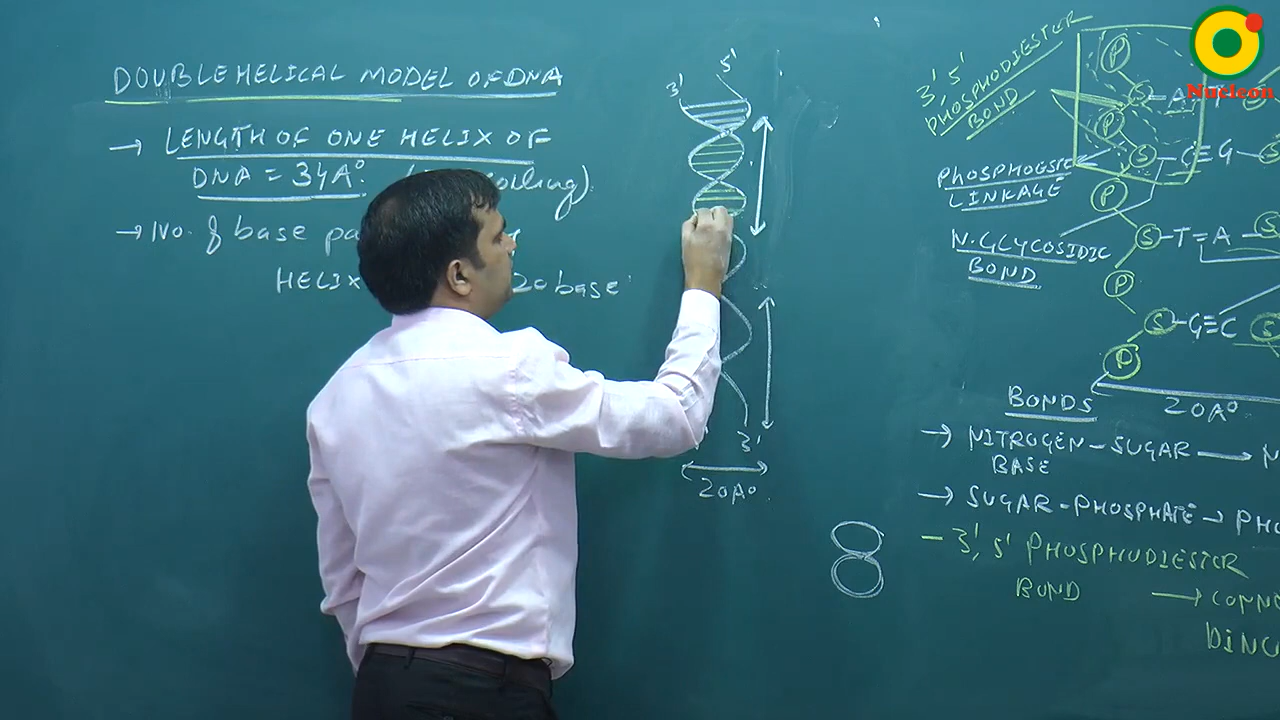 DOUBLE HELICAL MODEL OF DNA
→ LENGTH OF ONE HELIX OF
DNA = 34A°
→ No. of base
HELIX 20 base
3' 5'
3'
20A°
8
3', 5'
PHOSPHODIESTER
BOND
PHOSPHOESTER
LINKAGE
N. GLYCOSIDIC
BOND
P
S-A
P
S-C≡G-S
P
S-T=A-S
P
S-G≡C-S
P
20A°
BONDS
→ NITROGEN-SUGAR →
BASE
→ SUGAR-PHOSPHATE →
- 3', 5' PHOSPHODIESTER
BOND →
Nucleon